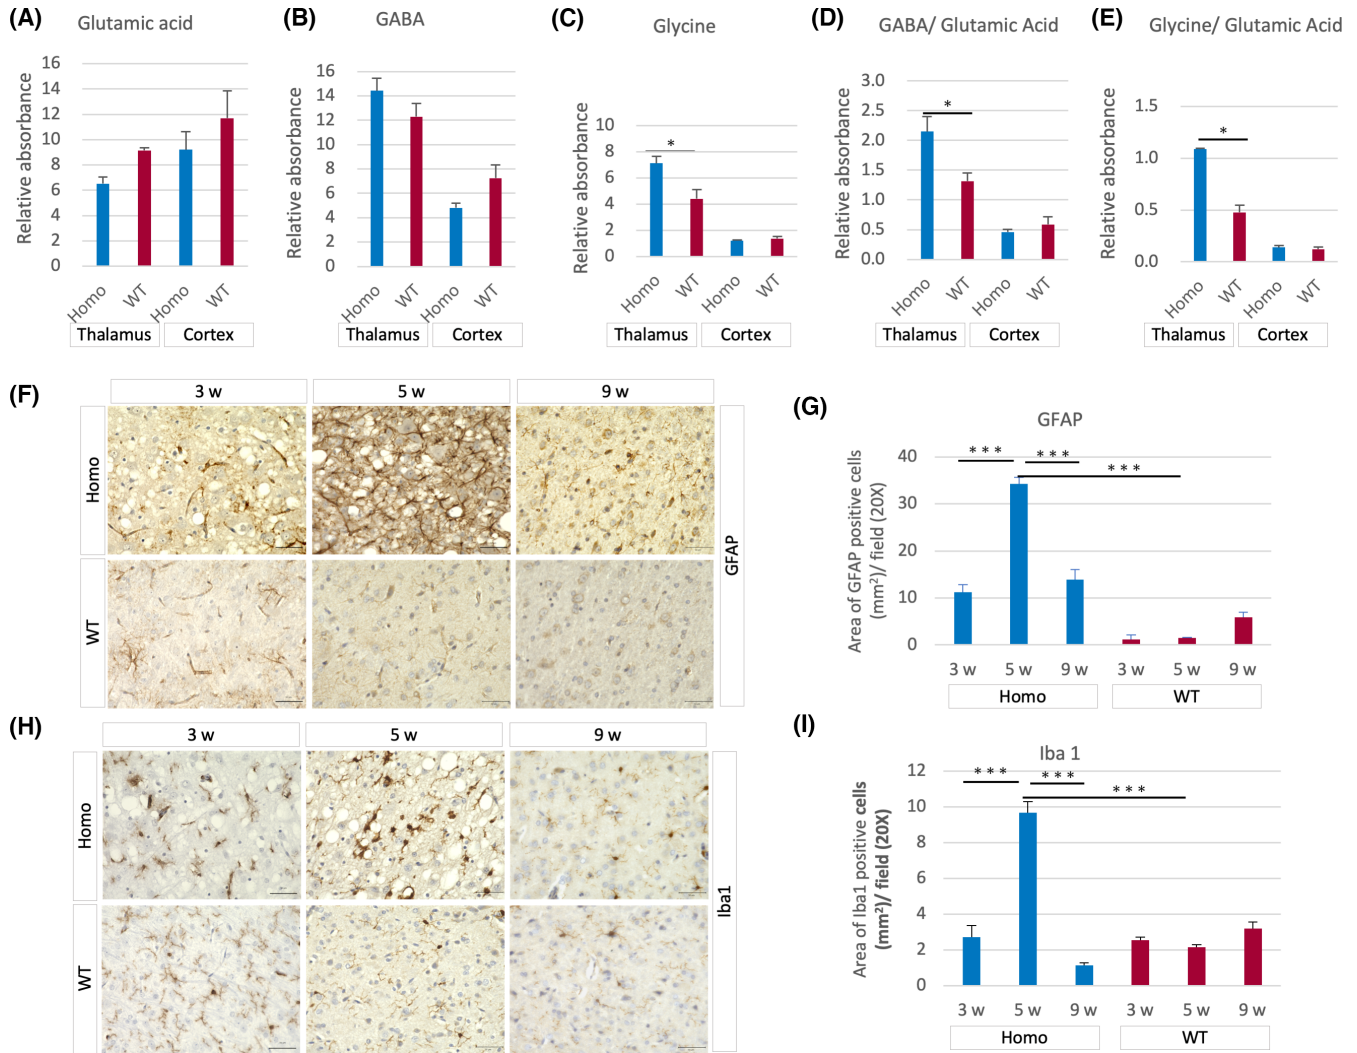 (A)
Glutamic acid
Relative absorbance
16
14
12
10
8
6
4
2
0
Homo
WT
Homo
WT
Thalamus
Cortex
(B)
GABA
Relative absorbance
16
14
12
10
8
6
4
2
0
Homo
WT
Homo
WT
Thalamus
Cortex
(C)
Glycine
Relative absorbance
10
8
6
4
2
0
*
Homo
WT
Homo
WT
Thalamus
Cortex
(D)
GABA/ Glutamic Acid
Relative absorbance
3.0
2.5
2.0
1.5
1.0
0.5
0.0
*
Homo
WT
Homo
WT
Thalamus
Cortex
(E)
Glycine/ Glutamic Acid
Relative absorbance
1.5
1.0
0.5
0.0
*
Homo
WT
Homo
WT
Thalamus
Cortex
(F)
3 w
5 w
9 w
Homo
WT
GFAP
(G)
GFAP
Area of GFAP positive cells
(mm²)/ field (20X)
40
30
20
10
0
* * *
* * *
* * *
3 w
5 w
9 w
3 w
5 w
9 w
Homo
WT
(H)
3 w
5 w
9 w
Homo
WT
Iba1
(I)
Iba 1
Area of Iba1 positive cells
(mm²)/ field (20X)
12
10
8
6
4
2
0
* * *
* * *
* * *
3 w
5 w
9 w
3 w
5 w
9 w
Homo
WT